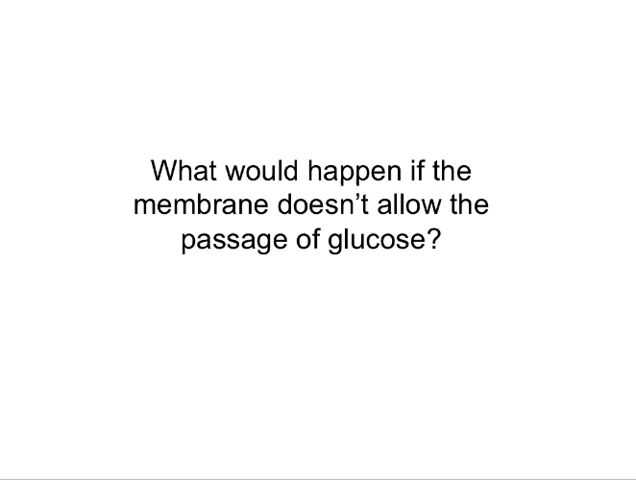 What would happen if the
membrane doesn’t allow the
passage of glucose?